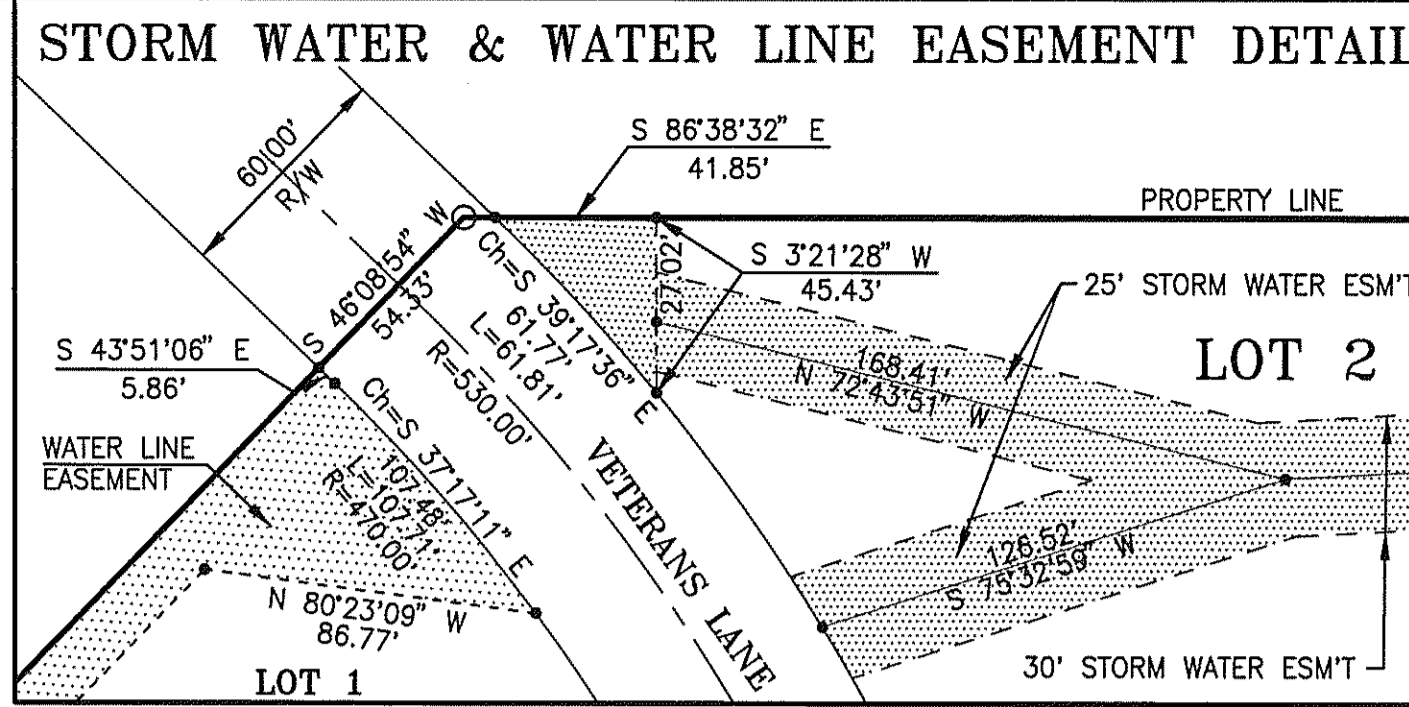 STORM WATER & WATER LINE EASEMENT DETAIL
60.00'
R/W
S 86°38'32" E
41.85'
PROPERTY LINE
S 46°08'54" W
54.33'
S 3°21'28" W
45.43'
27.02'
25' STORM WATER ESM'T
LOT 2
S 43°51'06" E
5.86'
Ch=S 39°17'36" E
61.77'
L=61.81'
R=530.00'
168.41'
N 72°43'51" W
WATER LINE
EASEMENT
Ch=S 37°17'11" E
107.48'
L=107.71'
R=470.00'
VETERANS LANE
126.52'
S 75°32'59" W
N 80°23'09" W
86.77'
LOT 1
30' STORM WATER ESM'T